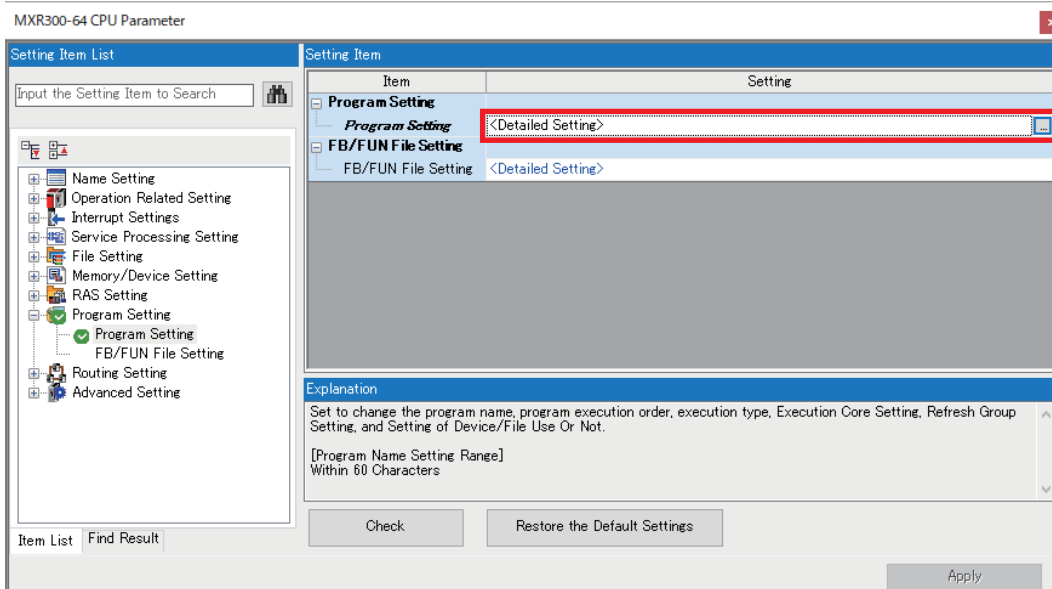 MXR300-64 CPU Parameter
Setting Item List
Input the Setting Item to Search
Name Setting
Operation Related Setting
Interrupt Settings
Service Processing Setting
File Setting
Memory/Device Setting
RAS Setting
Program Setting
Program Setting
FB/FUN File Setting
Routing Setting
Advanced Setting
Item List
Find Result
Setting Item
Item
Setting
Program Setting
Program Setting
<Detailed Setting>
...
FB/FUN File Setting
FB/FUN File Setting
<Detailed Setting>
Explanation
Set to change the program name, program execution order, execution type, Execution Core Setting, Refresh Group
Setting, and Setting of Device/File Use Or Not.
[Program Name Setting Range]
Within 60 Characters
Check
Restore the Default Settings
Apply